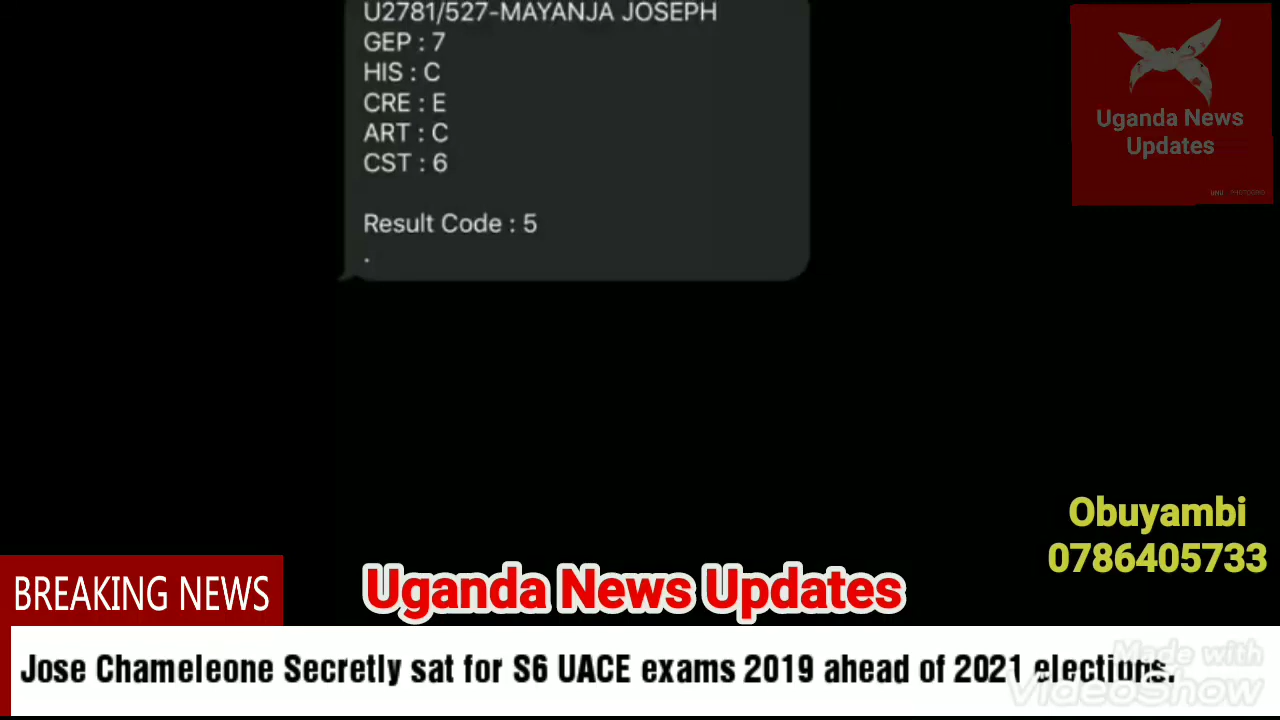 U2781/527-MAYANJA JOSEPH
GEP : 7
HIS : C
CRE : E
ART : C
CST : 6
Result Code : 5
.
Uganda News
Updates
Obuyambi
0786405733
BREAKING NEWS
Uganda News Updates
Jose Chameleone Secretly sat for S6 UACE exams 2019 ahead of 2021 elections.
Made with
VideoShow